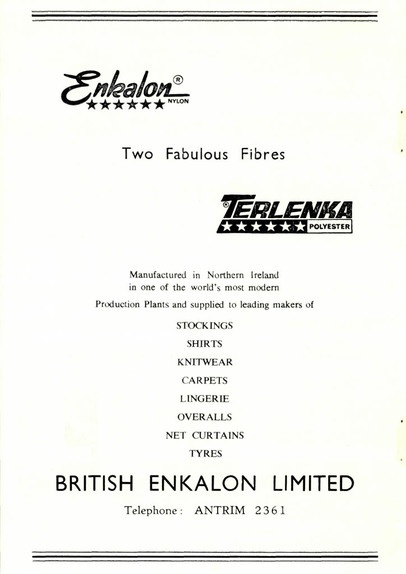 Enkalon®
NYLON
Two Fabulous Fibres
®TERLENKA
POLYESTER
Manufactured in Northern Ireland
in one of the world's most modern
Production Plants and supplied to leading makers of
STOCKINGS
SHIRTS
KNITWEAR
CARPETS
LINGERIE
OVERALLS
NET CURTAINS
TYRES
BRITISH ENKALON LIMITED
Telephone: ANTRIM 2361